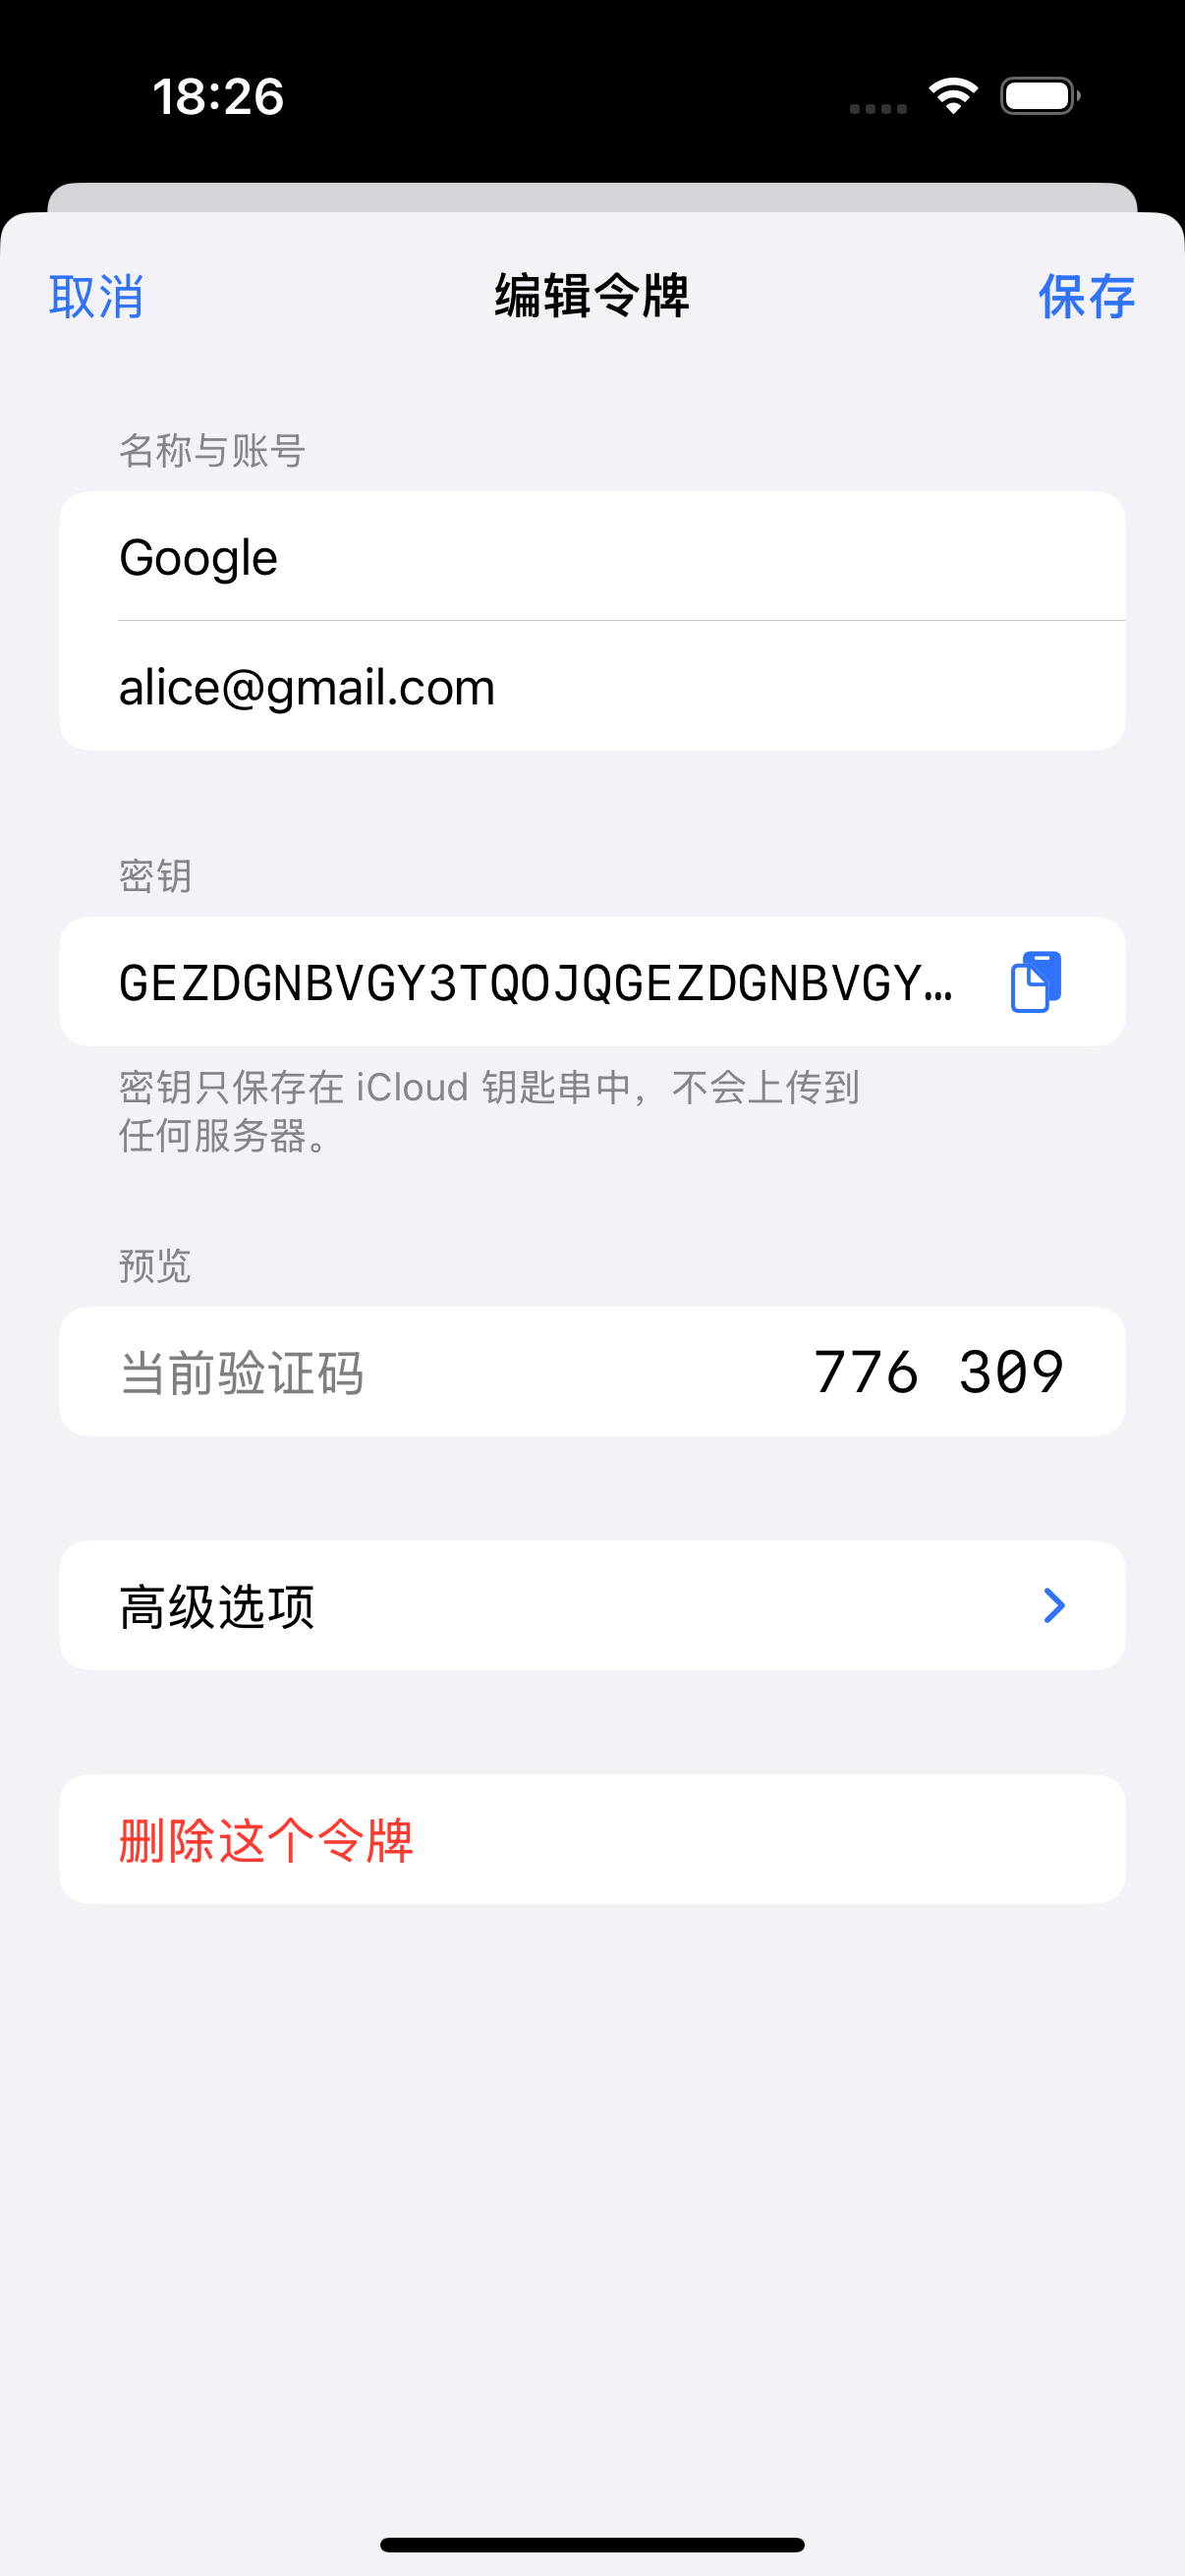 18:26
取消 编辑令牌 保存
名称与账号
Google
alice@gmail.com
密钥
GEZDGNBVGY3TQOJQGEZDGNBVGY…
密钥只保存在 iCloud 钥匙串中，不会上传到
任何服务器。
预览
当前验证码 776 309
高级选项
删除这个令牌